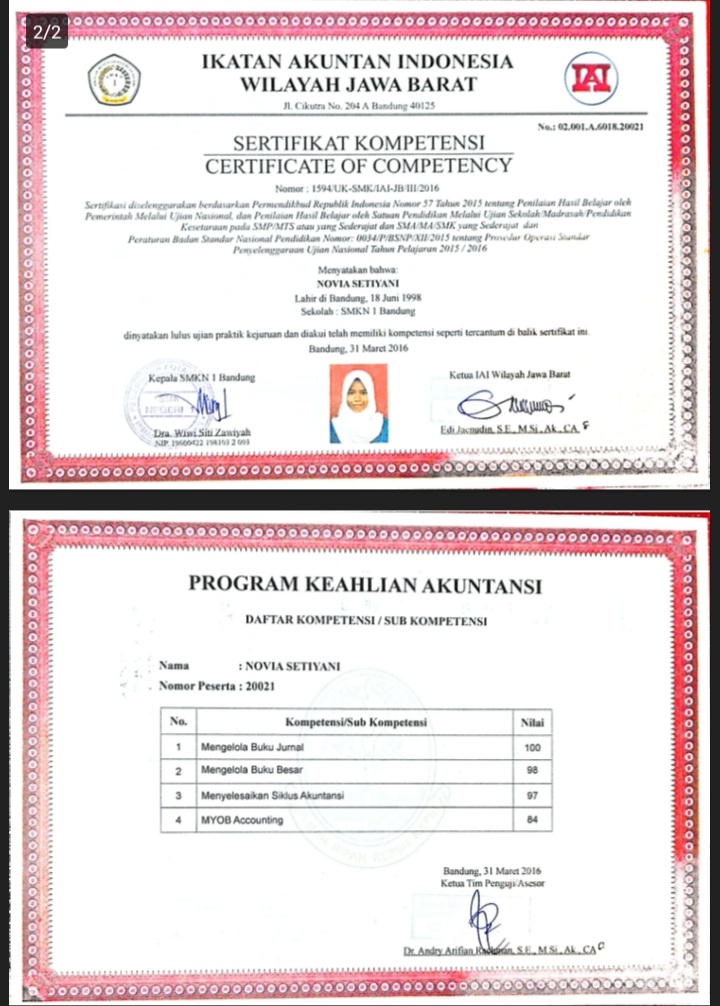 2/2
IKATAN AKUNTAN INDONESIA
WILAYAH JAWA BARAT
Jl. Cikutra No. 204 A Bandung 40125
IAI
No.: 02.001.A.6018.20021
SERTIFIKAT KOMPETENSI
CERTIFICATE OF COMPETENCY
Nomor : 1594/UK-SMK/IAI-JB/III/2016
Sertifikasi diselenggarakan berdasarkan Permendikbud Republik Indonesia Nomor 57 Tahun 2015 tentang Penilaian Hasil Belajar oleh
Pemerintah Melalui Ujian Nasional, dan Penilaian Hasil Belajar oleh Satuan Pendidikan Melalui Ujian Sekolah/Madrasah/Pendidikan
Kesetaraan pada SMP/MTS atau yang Sederajat dan SMA/MA/SMK yang Sederajat dan
Peraturan Badan Standar Nasional Pendidikan Nomor: 0034/P/BSNP/XII/2015 tentang Prosedur Operasi Standar
Penyelenggaraan Ujian Nasional Tahun Pelajaran 2015 / 2016
Menyatakan bahwa:
NOVIA SETIYANI
Lahir di Bandung, 18 Juni 1998
Sekolah : SMKN 1 Bandung
dinyatakan lulus ujian praktik kejuruan dan diakui telah memiliki kompetensi seperti tercantum di balik sertifikat ini.
Bandung, 31 Maret 2016
Kepala SMKN 1 Bandung
Ketua IAI Wilayah Jawa Barat
SMK
NEGERI 1
Dra. Wiwi Siti Zawiyah
NIP.
Edi Jaenudin, S.E., M.Si., Ak., CA
PROGRAM KEAHLIAN AKUNTANSI
DAFTAR KOMPETENSI / SUB KOMPETENSI
Nama : NOVIA SETIYANI
Nomor Peserta : 20021
No. Kompetensi/Sub Kompetensi Nilai
1 Mengelola Buku Jurnal 100
2 Mengelola Buku Besar 98
3 Menyelesaikan Siklus Akuntansi 97
4 MYOB Accounting 84
Bandung, 31 Maret 2016
Ketua Tim Penguji/Asesor
Dr. Andry Arifian Rachman, S.E., M.Si., Ak., CA